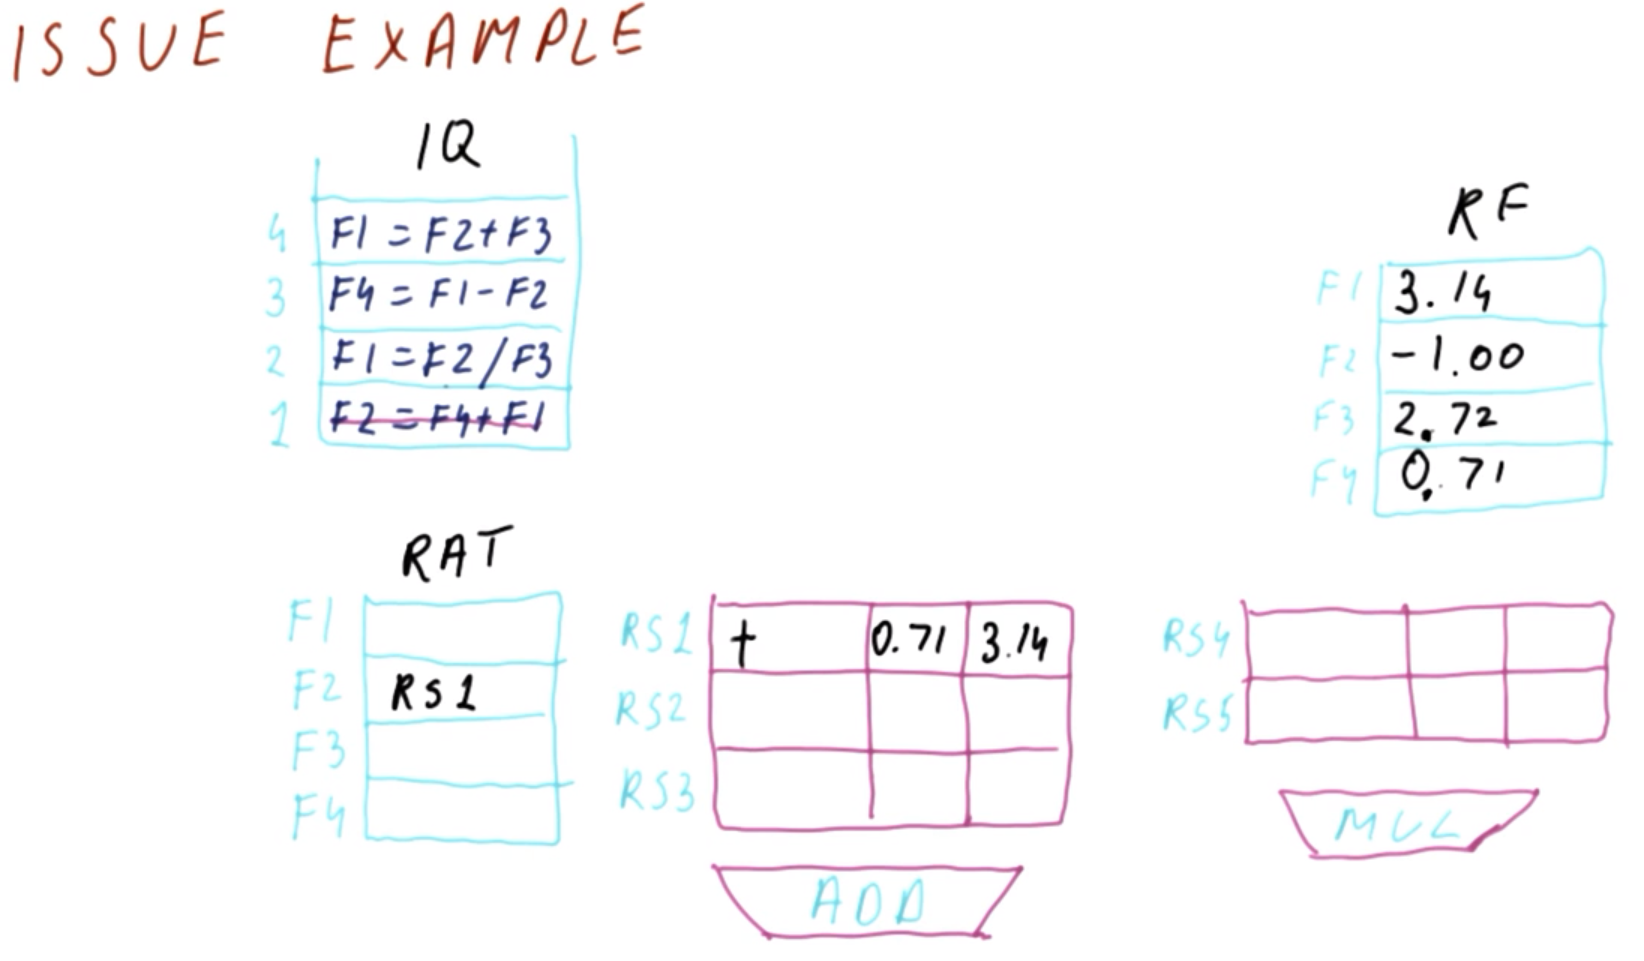 ISSUE EXAMPLE
IQ
4 F1 = F2 + F3
3 F4 = F1 - F2
2 F1 = F2 / F3
1 F2 = F4 + F1
RF
F1 3.14
F2 -1.00
F3 2.72
F4 0.71
RAT
F1
F2 RS1
F3
F4
RS1 + 0.71 3.14
RS2
RS3
ADD
RS4
RS5
MUL